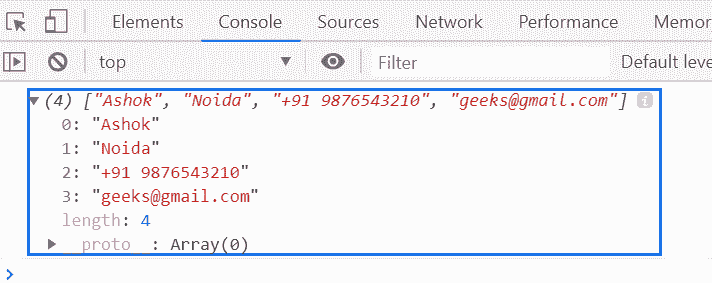 Elements Console Sources Network Performance Memor
top Filter Default leve
(4) ["Ashok", "Noida", "+91 9876543210", "geeks@gmail.com"] i
0: "Ashok"
1: "Noida"
2: "+91 9876543210"
3: "geeks@gmail.com"
length: 4
proto : Array(0)